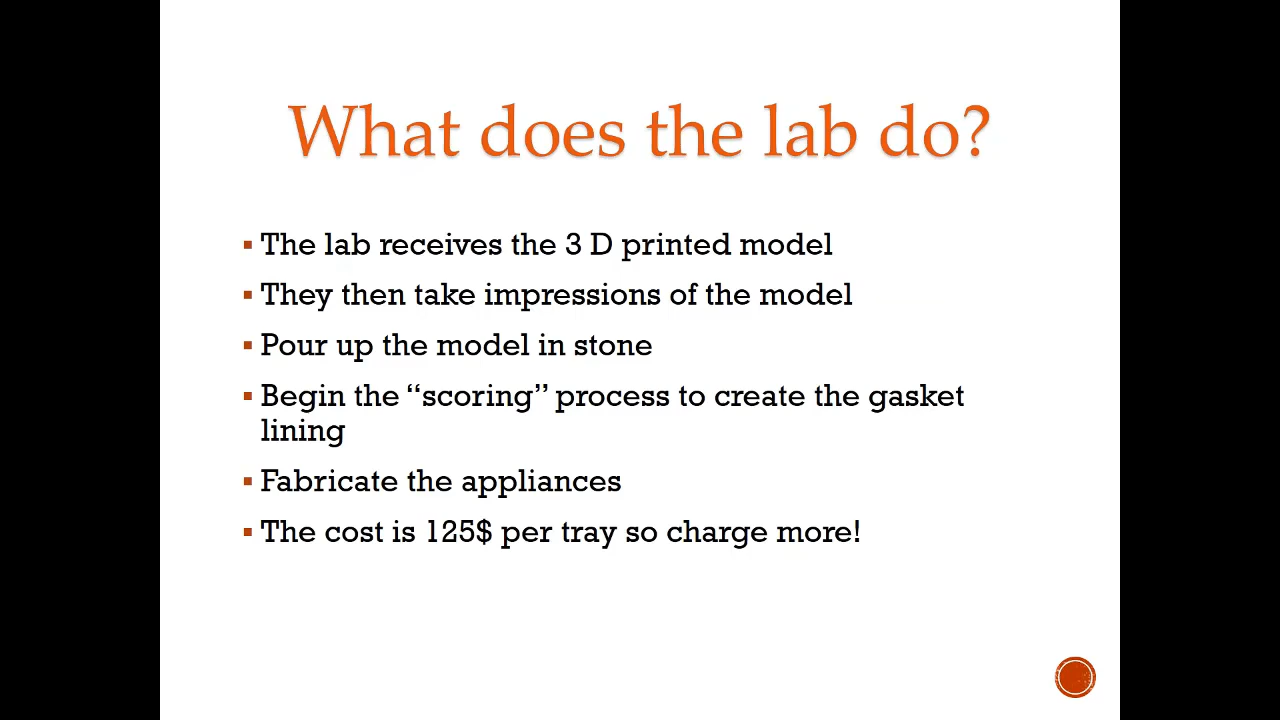 What does the lab do?
▪ The lab receives the 3 D printed model
▪ They then take impressions of the model
▪ Pour up the model in stone
▪ Begin the “scoring” process to create the gasket
lining
▪ Fabricate the appliances
▪ The cost is 125$ per tray so charge more!